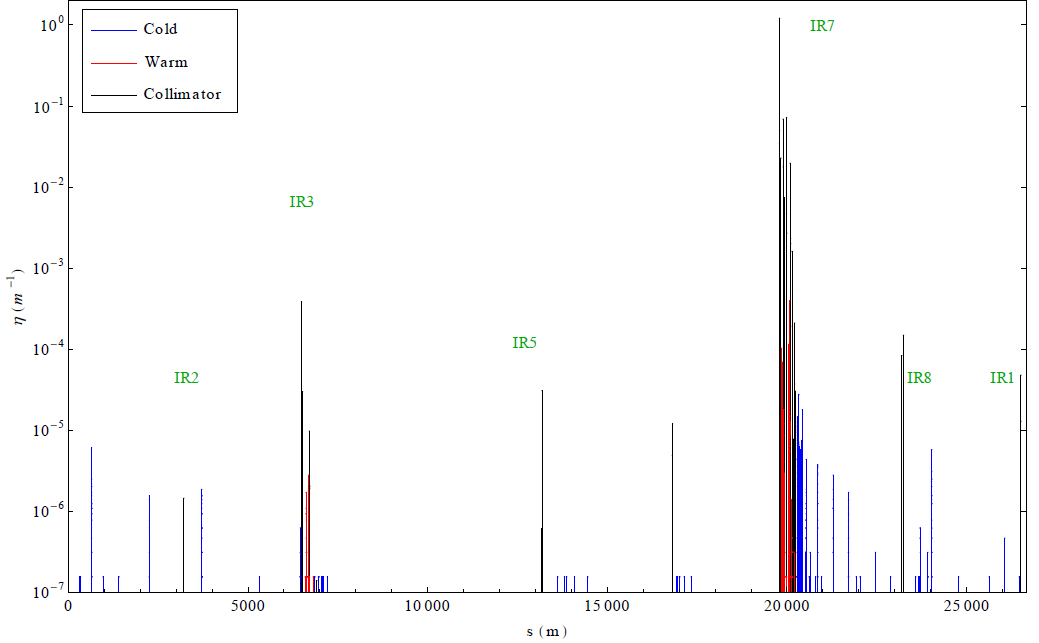 Cold
Warm
Collimator
10^0
10^-1
10^-2
10^-3
10^-4
10^-5
10^-6
10^-7
η (m^-1)
IR7
IR3
IR5
IR2
IR8
IR1
0
5000
10 000
15 000
20 000
25 000
s (m)